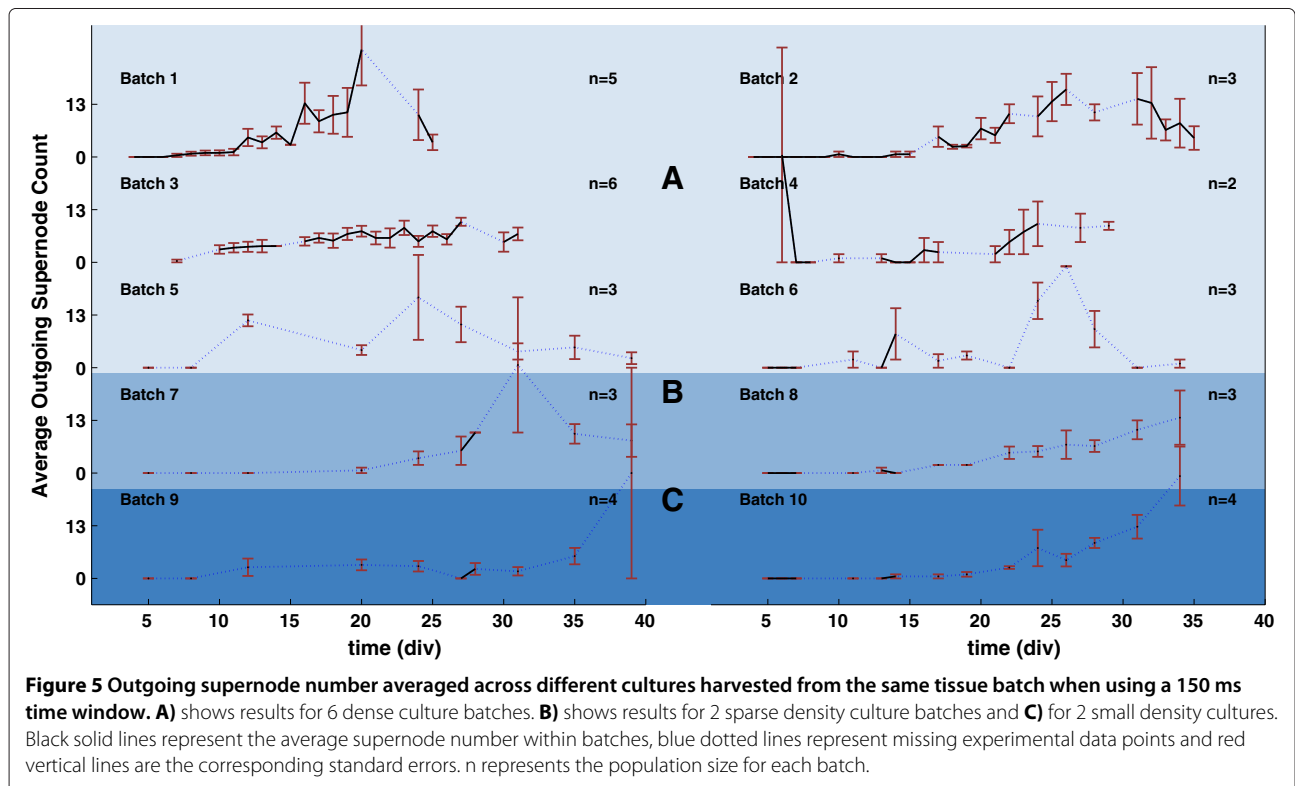 Average Outgoing Supernode Count
Batch 1 n=5
Batch 2 n=3
13
0
13
0
A
Batch 3 n=6
Batch 4 n=2
13
0
13
0
Batch 5 n=3
Batch 6 n=3
13
0
13
0
B
Batch 7 n=3
Batch 8 n=3
13
0
13
0
C
Batch 9 n=4
Batch 10 n=4
13
0
13
0
5 10 15 20 25 30 35 40
5 10 15 20 25 30 35 40
time (div)
time (div)
Figure 5 Outgoing supernode number averaged across different cultures harvested from the same tissue batch when using a 150 ms
time window. A) shows results for 6 dense culture batches. B) shows results for 2 sparse density culture batches and C) for 2 small density cultures.
Black solid lines represent the average supernode number within batches, blue dotted lines represent missing experimental data points and red
vertical lines are the corresponding standard errors. n represents the population size for each batch.